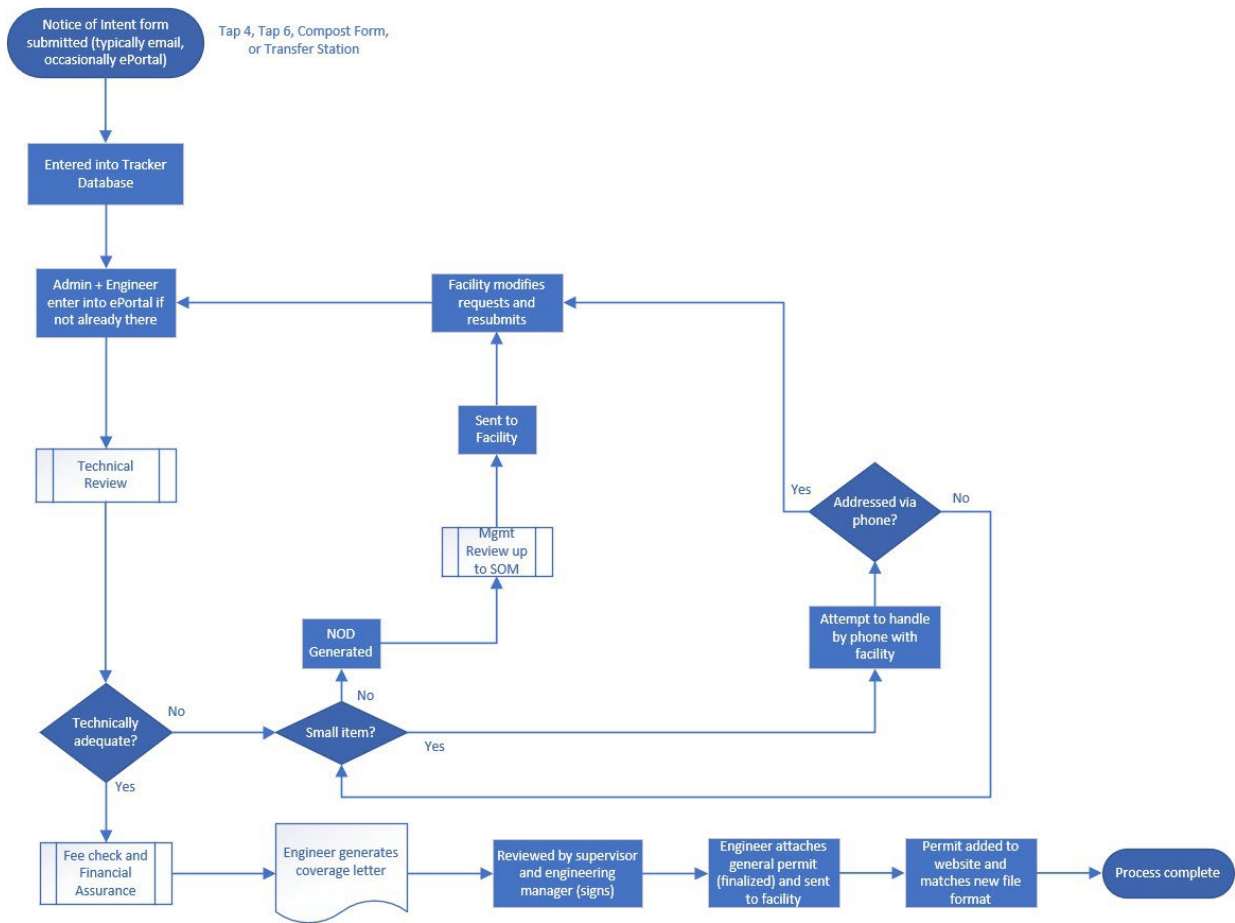 Notice of Intent form
submitted (typically email,
occasionally ePortal)
Tap 4, Tap 6, Compost Form,
or Transfer Station
Entered into Tracker
Database
Admin + Engineer
enter into ePortal if
not already there
Facility modifies
requests and
resubmits
Sent to
Facility
Technical
Review
Yes
Addressed via
phone?
No
Mgmt
Review up
to SOM
NOD
Generated
Attempt to handle
by phone with
facility
No
Technically
adequate?
No
Small item?
Yes
Yes
Fee check and
Financial
Assurance
Engineer generates
coverage letter
Reviewed by supervisor
and engineering
manager (signs)
Engineer attaches
general permit
(finalized) and sent
to facility
Permit added to
website and
matches new file
format
Process complete